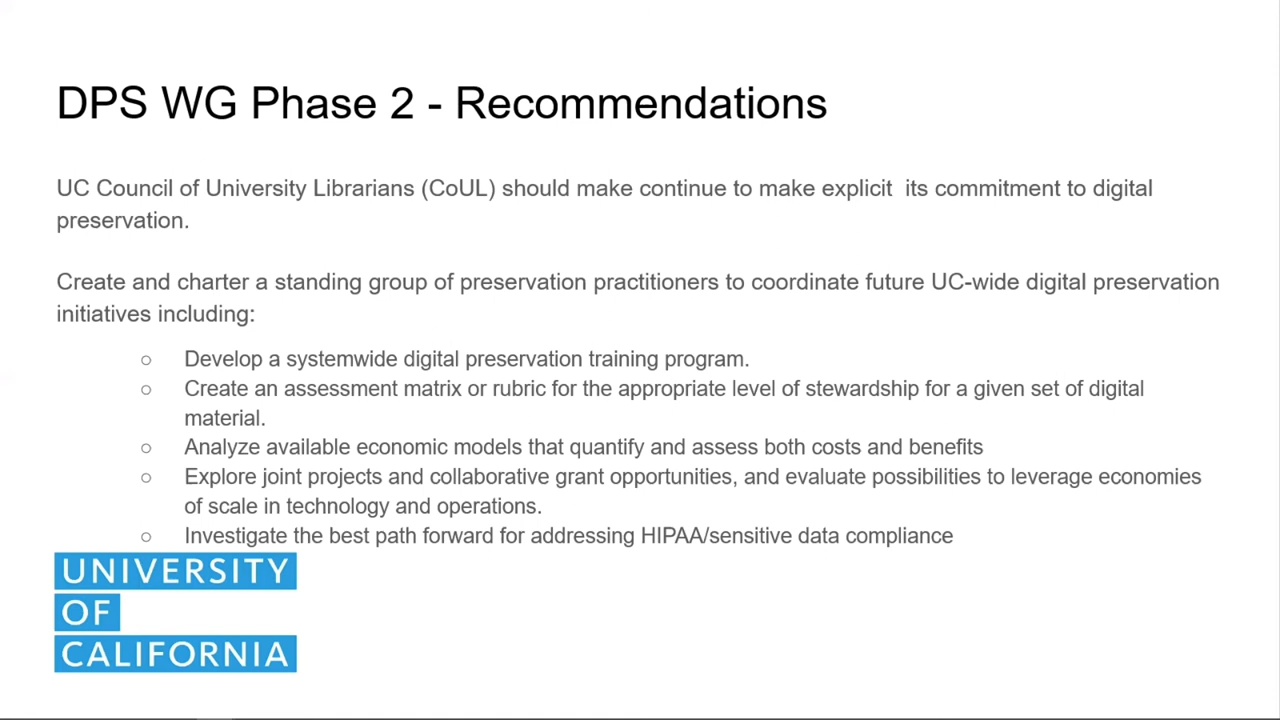 DPS WG Phase 2 - Recommendations
UC Council of University Librarians (CoUL) should make continue to make explicit  its commitment to digital
preservation.
Create and charter a standing group of preservation practitioners to coordinate future UC-wide digital preservation
initiatives including:
○ Develop a systemwide digital preservation training program.
○ Create an assessment matrix or rubric for the appropriate level of stewardship for a given set of digital
material.
○ Analyze available economic models that quantify and assess both costs and benefits
○ Explore joint projects and collaborative grant opportunities, and evaluate possibilities to leverage economies
of scale in technology and operations.
○ Investigate the best path forward for addressing HIPAA/sensitive data compliance
UNIVERSITY
OF
CALIFORNIA